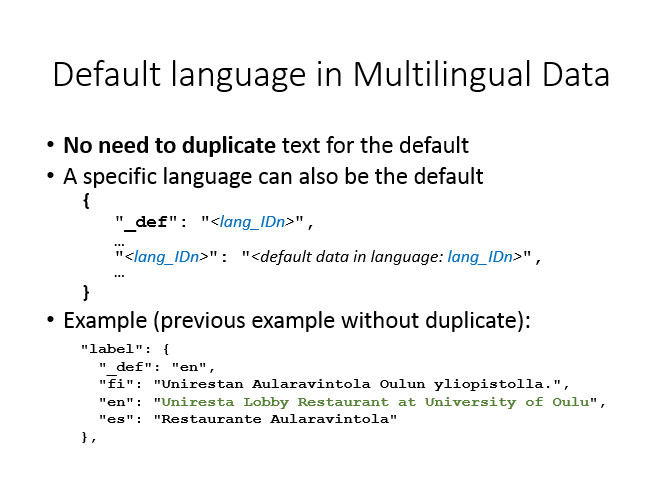 Default language in Multilingual Data
• No need to duplicate text for the default
• A specific language can also be the default
{
"_def": "<lang_IDn>",
…
"<lang_IDn>": "<default data in language: lang_IDn>",
…
}
• Example (previous example without duplicate):
"label": {
"_def": "en",
"fi": "Unirestan Aularavintola Oulun yliopistolla.",
"en": "Uniresta Lobby Restaurant at University of Oulu",
"es": "Restaurante Aularavintola"
},